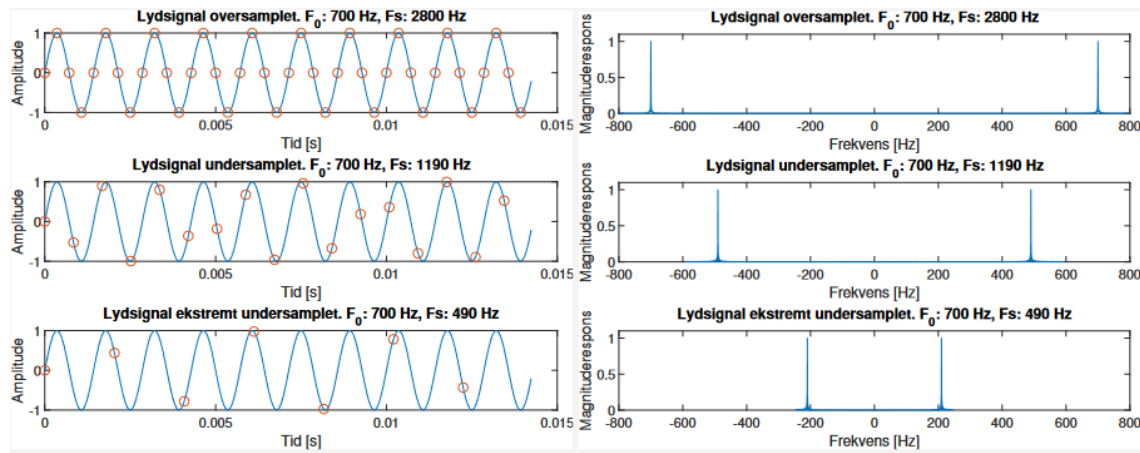 Lydsignal oversamplet. F0: 700 Hz, Fs: 2800 Hz
Amplitude
1
0
-1
0
0.005
0.01
0.015
Tid [s]
Lydsignal undersamplet. F0: 700 Hz, Fs: 1190 Hz
Amplitude
1
0
-1
0
0.005
0.01
0.015
Tid [s]
Lydsignal ekstremt undersamplet. F0: 700 Hz, Fs: 490 Hz
Amplitude
1
0
-1
0
0.005
0.01
0.015
Tid [s]
Lydsignal oversamplet. F0: 700 Hz, Fs: 2800 Hz
Magnituderespons
1
0.5
0
-800 -600 -400 -200 0 200 400 600 800
Frekvens [Hz]
Lydsignal undersamplet. F0: 700 Hz, Fs: 1190 Hz
Magnituderespons
1
0.5
0
-800 -600 -400 -200 0 200 400 600 800
Frekvens [Hz]
Lydsignal ekstremt undersamplet. F0: 700 Hz, Fs: 490 Hz
Magnituderespons
1
0.5
0
-800 -600 -400 -200 0 200 400 600 800
Frekvens [Hz]